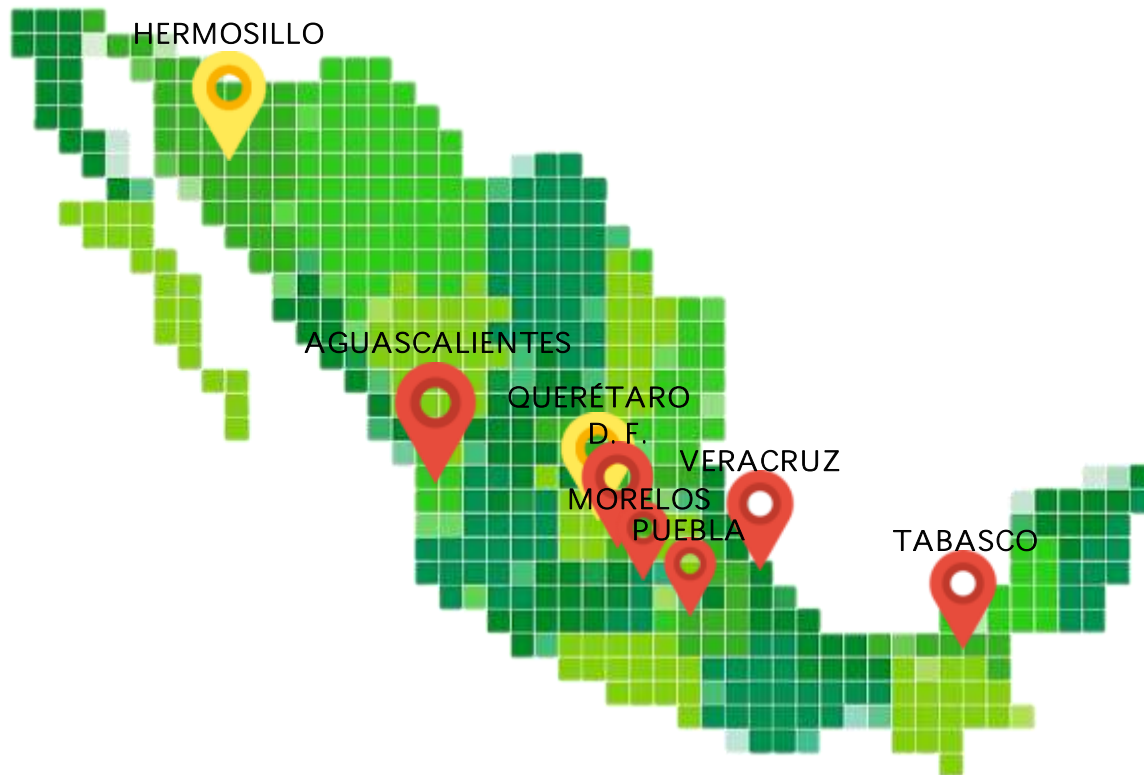 HERMOSILLO
AGUASCALIENTES
QUERÉTARO
D. F.
VERACRUZ
MORELOS
PUEBLA
TABASCO